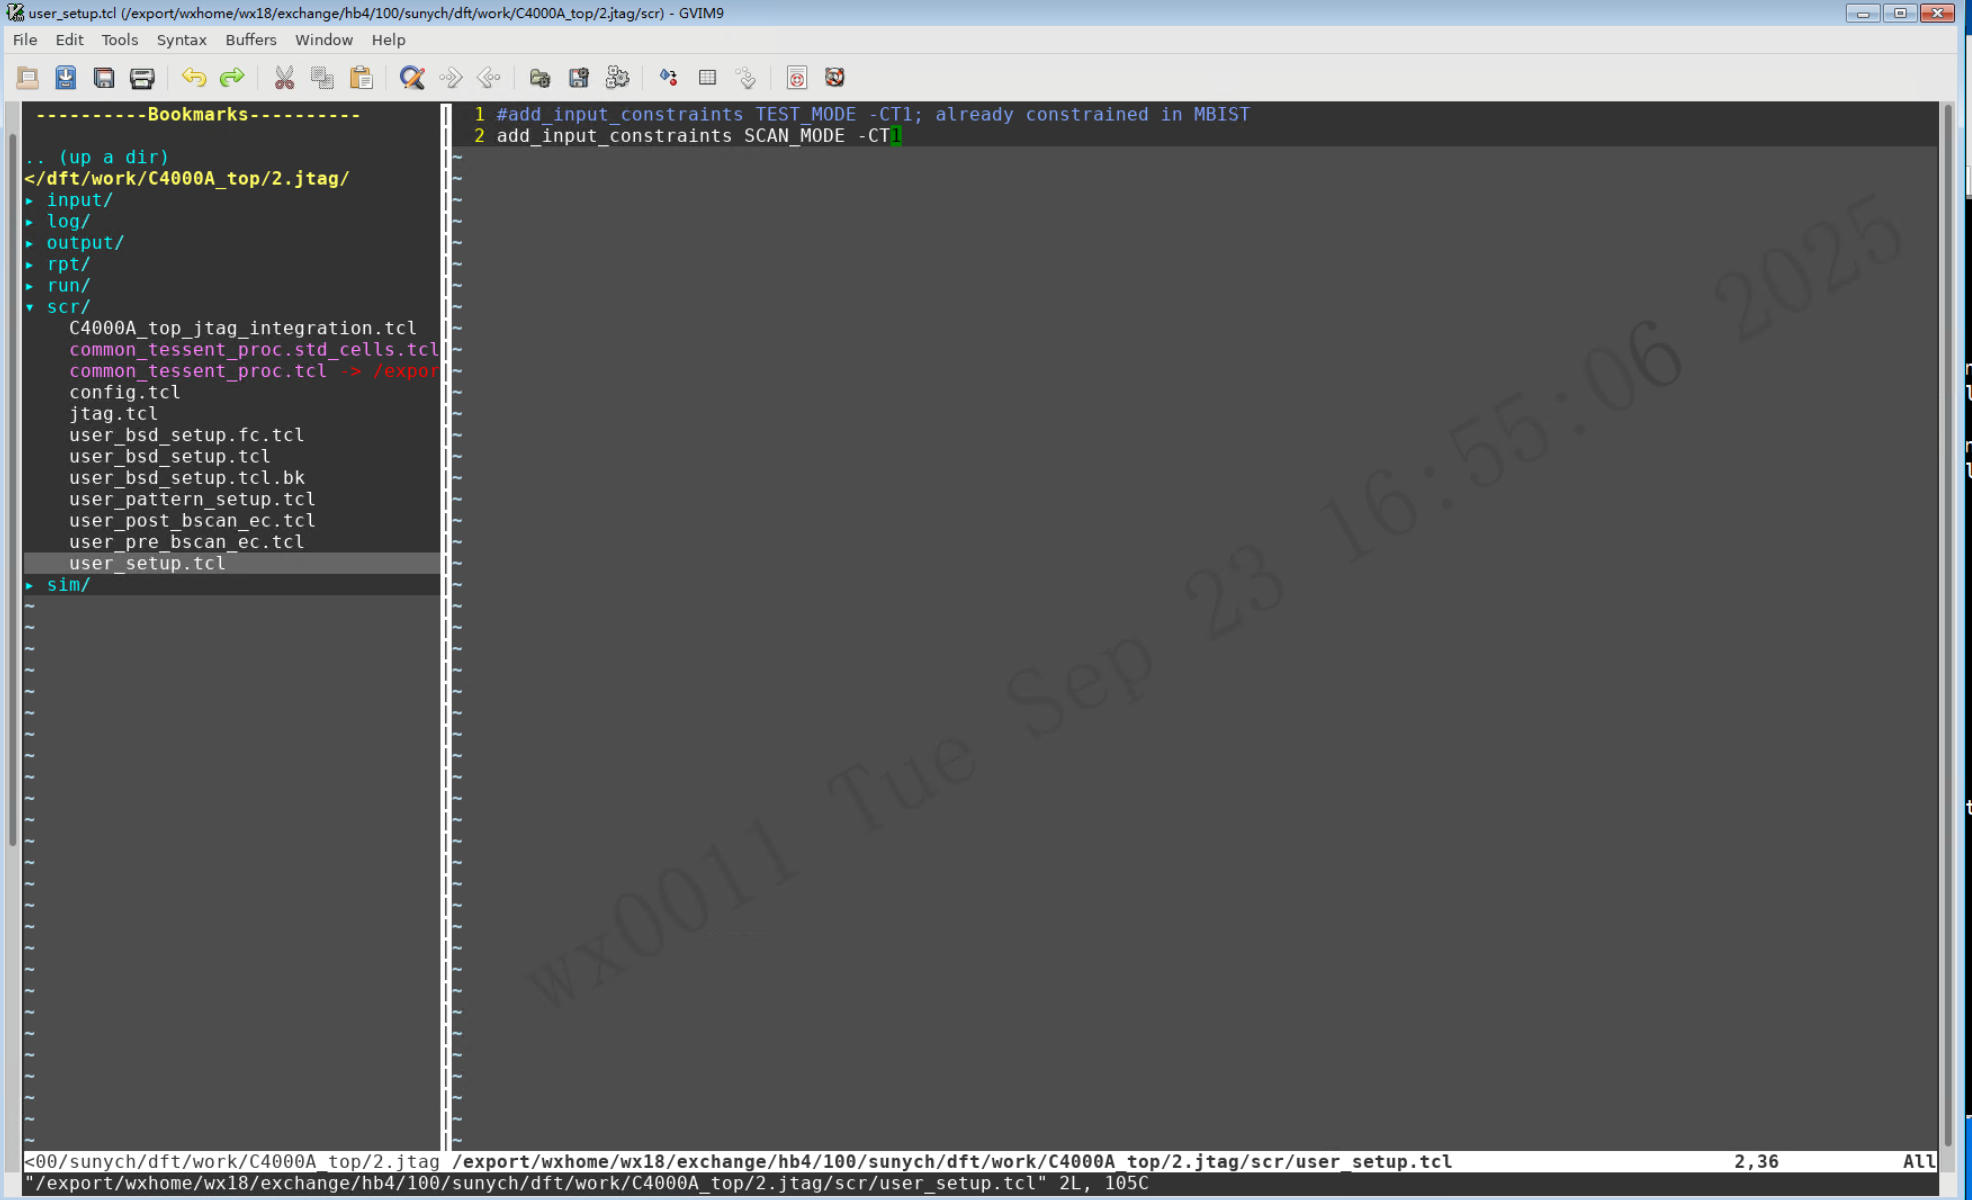 user_setup.tcl (/export/wxhome/wx18/exchange/hb4/100/sunych/dft/work/C4000A_top/2.jtag/scr) - GVIM9
File Edit Tools Syntax Buffers Window Help
----------Bookmarks----------
.. (up a dir)
</dft/work/C4000A_top/2.jtag/
▸ input/
▸ log/
▸ output/
▸ rpt/
▸ run/
▾ scr/
C4000A_top_jtag_integration.tcl
common_tessent_proc.std_cells.tcl
common_tessent_proc.tcl -> /expor
config.tcl
jtag.tcl
user_bsd_setup.fc.tcl
user_bsd_setup.tcl
user_bsd_setup.tcl.bk
user_pattern_setup.tcl
user_post_bscan_ec.tcl
user_pre_bscan_ec.tcl
user_setup.tcl
▸ sim/
1 #add_input_constraints TEST_MODE -CT1; already constrained in MBIST
2 add_input_constraints SCAN_MODE -CT1
wx0011 Tue Sep 23 16:55:06 2025
<00/sunych/dft/work/C4000A_top/2.jtag /export/wxhome/wx18/exchange/hb4/100/sunych/dft/work/C4000A_top/2.jtag/scr/user_setup.tcl 2,36 All
"/export/wxhome/wx18/exchange/hb4/100/sunych/dft/work/C4000A_top/2.jtag/scr/user_setup.tcl" 2L, 105C